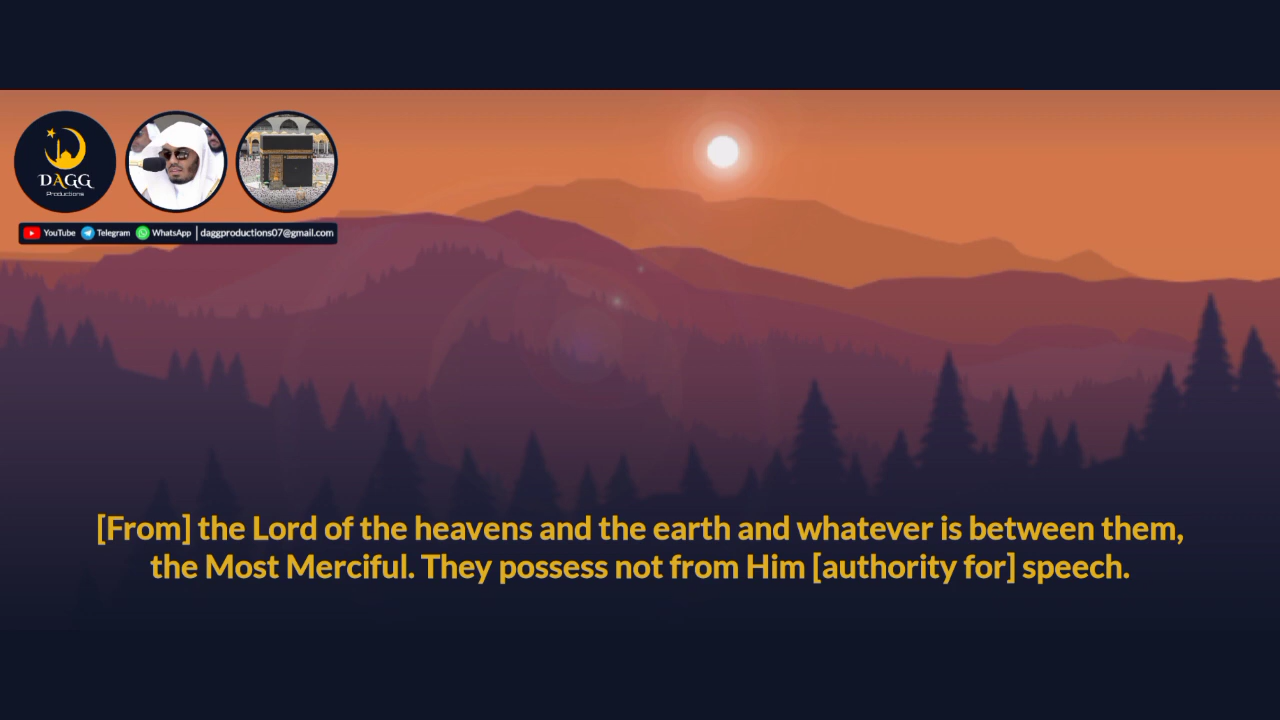 DAGG
Productions
YouTube Telegram WhatsApp | daggproductions07@gmail.com
[From] the Lord of the heavens and the earth and whatever is between them,
the Most Merciful. They possess not from Him [authority for] speech.